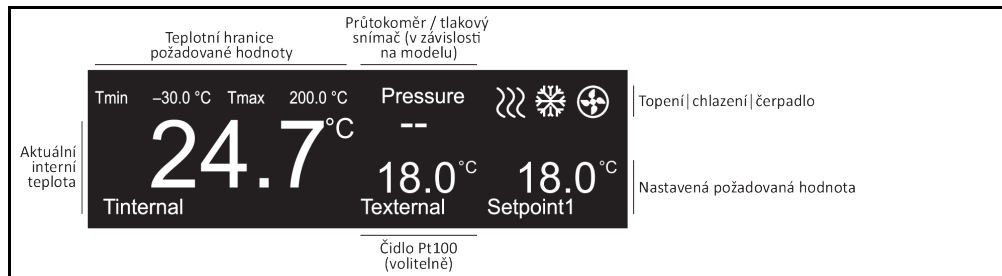 Teplotní hranice
požadované hodnoty
Průtokoměr / tlakový
snímač (v závislosti
na modelu)
Tmin –30.0 °C Tmax 200.0 °C Pressure
--
Topení|chlazení|čerpadlo
Aktuální
interní
teplota
24.7°C
18.0°C
18.0°C
Nastavená požadovaná hodnota
Tinternal Texternal Setpoint1
Čidlo Pt100
(volitelně)